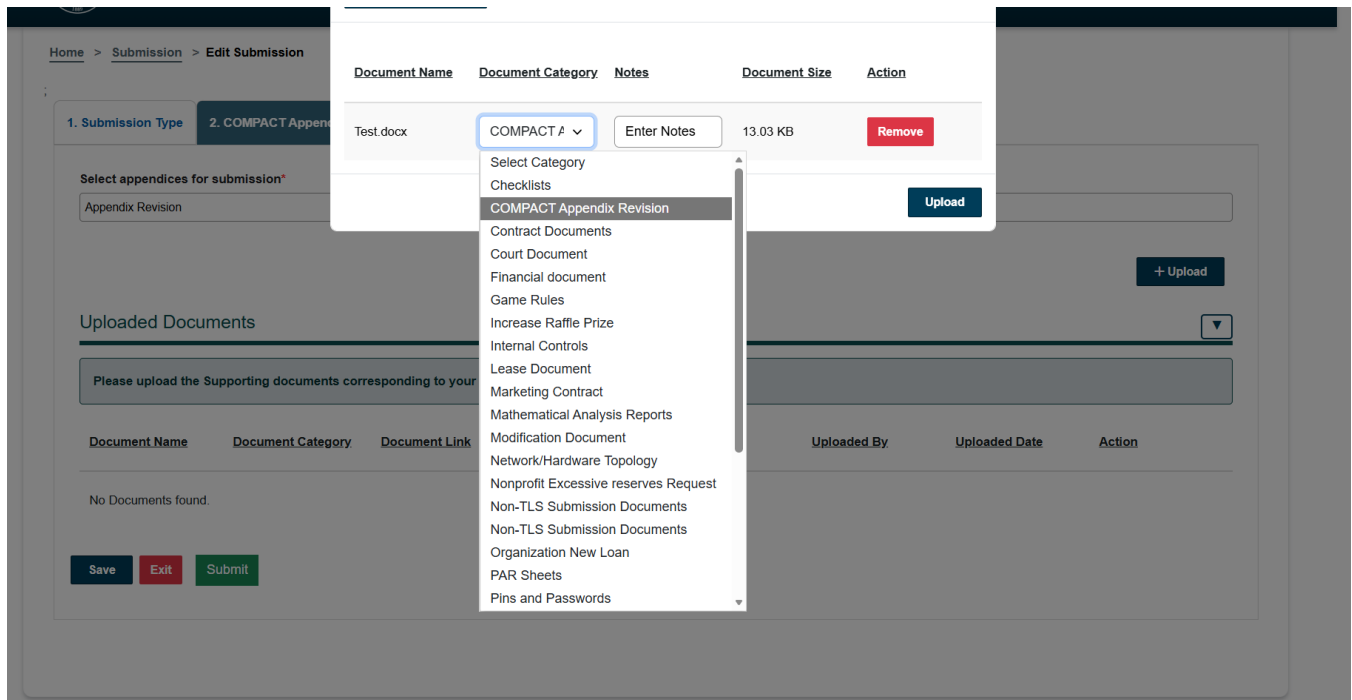 Home > Submission > Edit Submission
;
1. Submission Type
2. COMPACT Appen
Select appendices for submission*
Appendix Revision
Document Name Document Category Notes Document Size Action
Test.docx COMPACT A Enter Notes 13.03 KB Remove
Upload
Select Category
Checklists
COMPACT Appendix Revision
Contract Documents
Court Document
Financial document
Game Rules
Increase Raffle Prize
Internal Controls
Lease Document
Marketing Contract
Mathematical Analysis Reports
Modification Document
Network/Hardware Topology
Nonprofit Excessive reserves Request
Non-TLS Submission Documents
Non-TLS Submission Documents
Organization New Loan
PAR Sheets
Pins and Passwords
+ Upload
Uploaded Documents
Please upload the Supporting documents corresponding to your
Document Name Document Category Document Link Uploaded By Uploaded Date Action
No Documents found.
Save Exit Submit